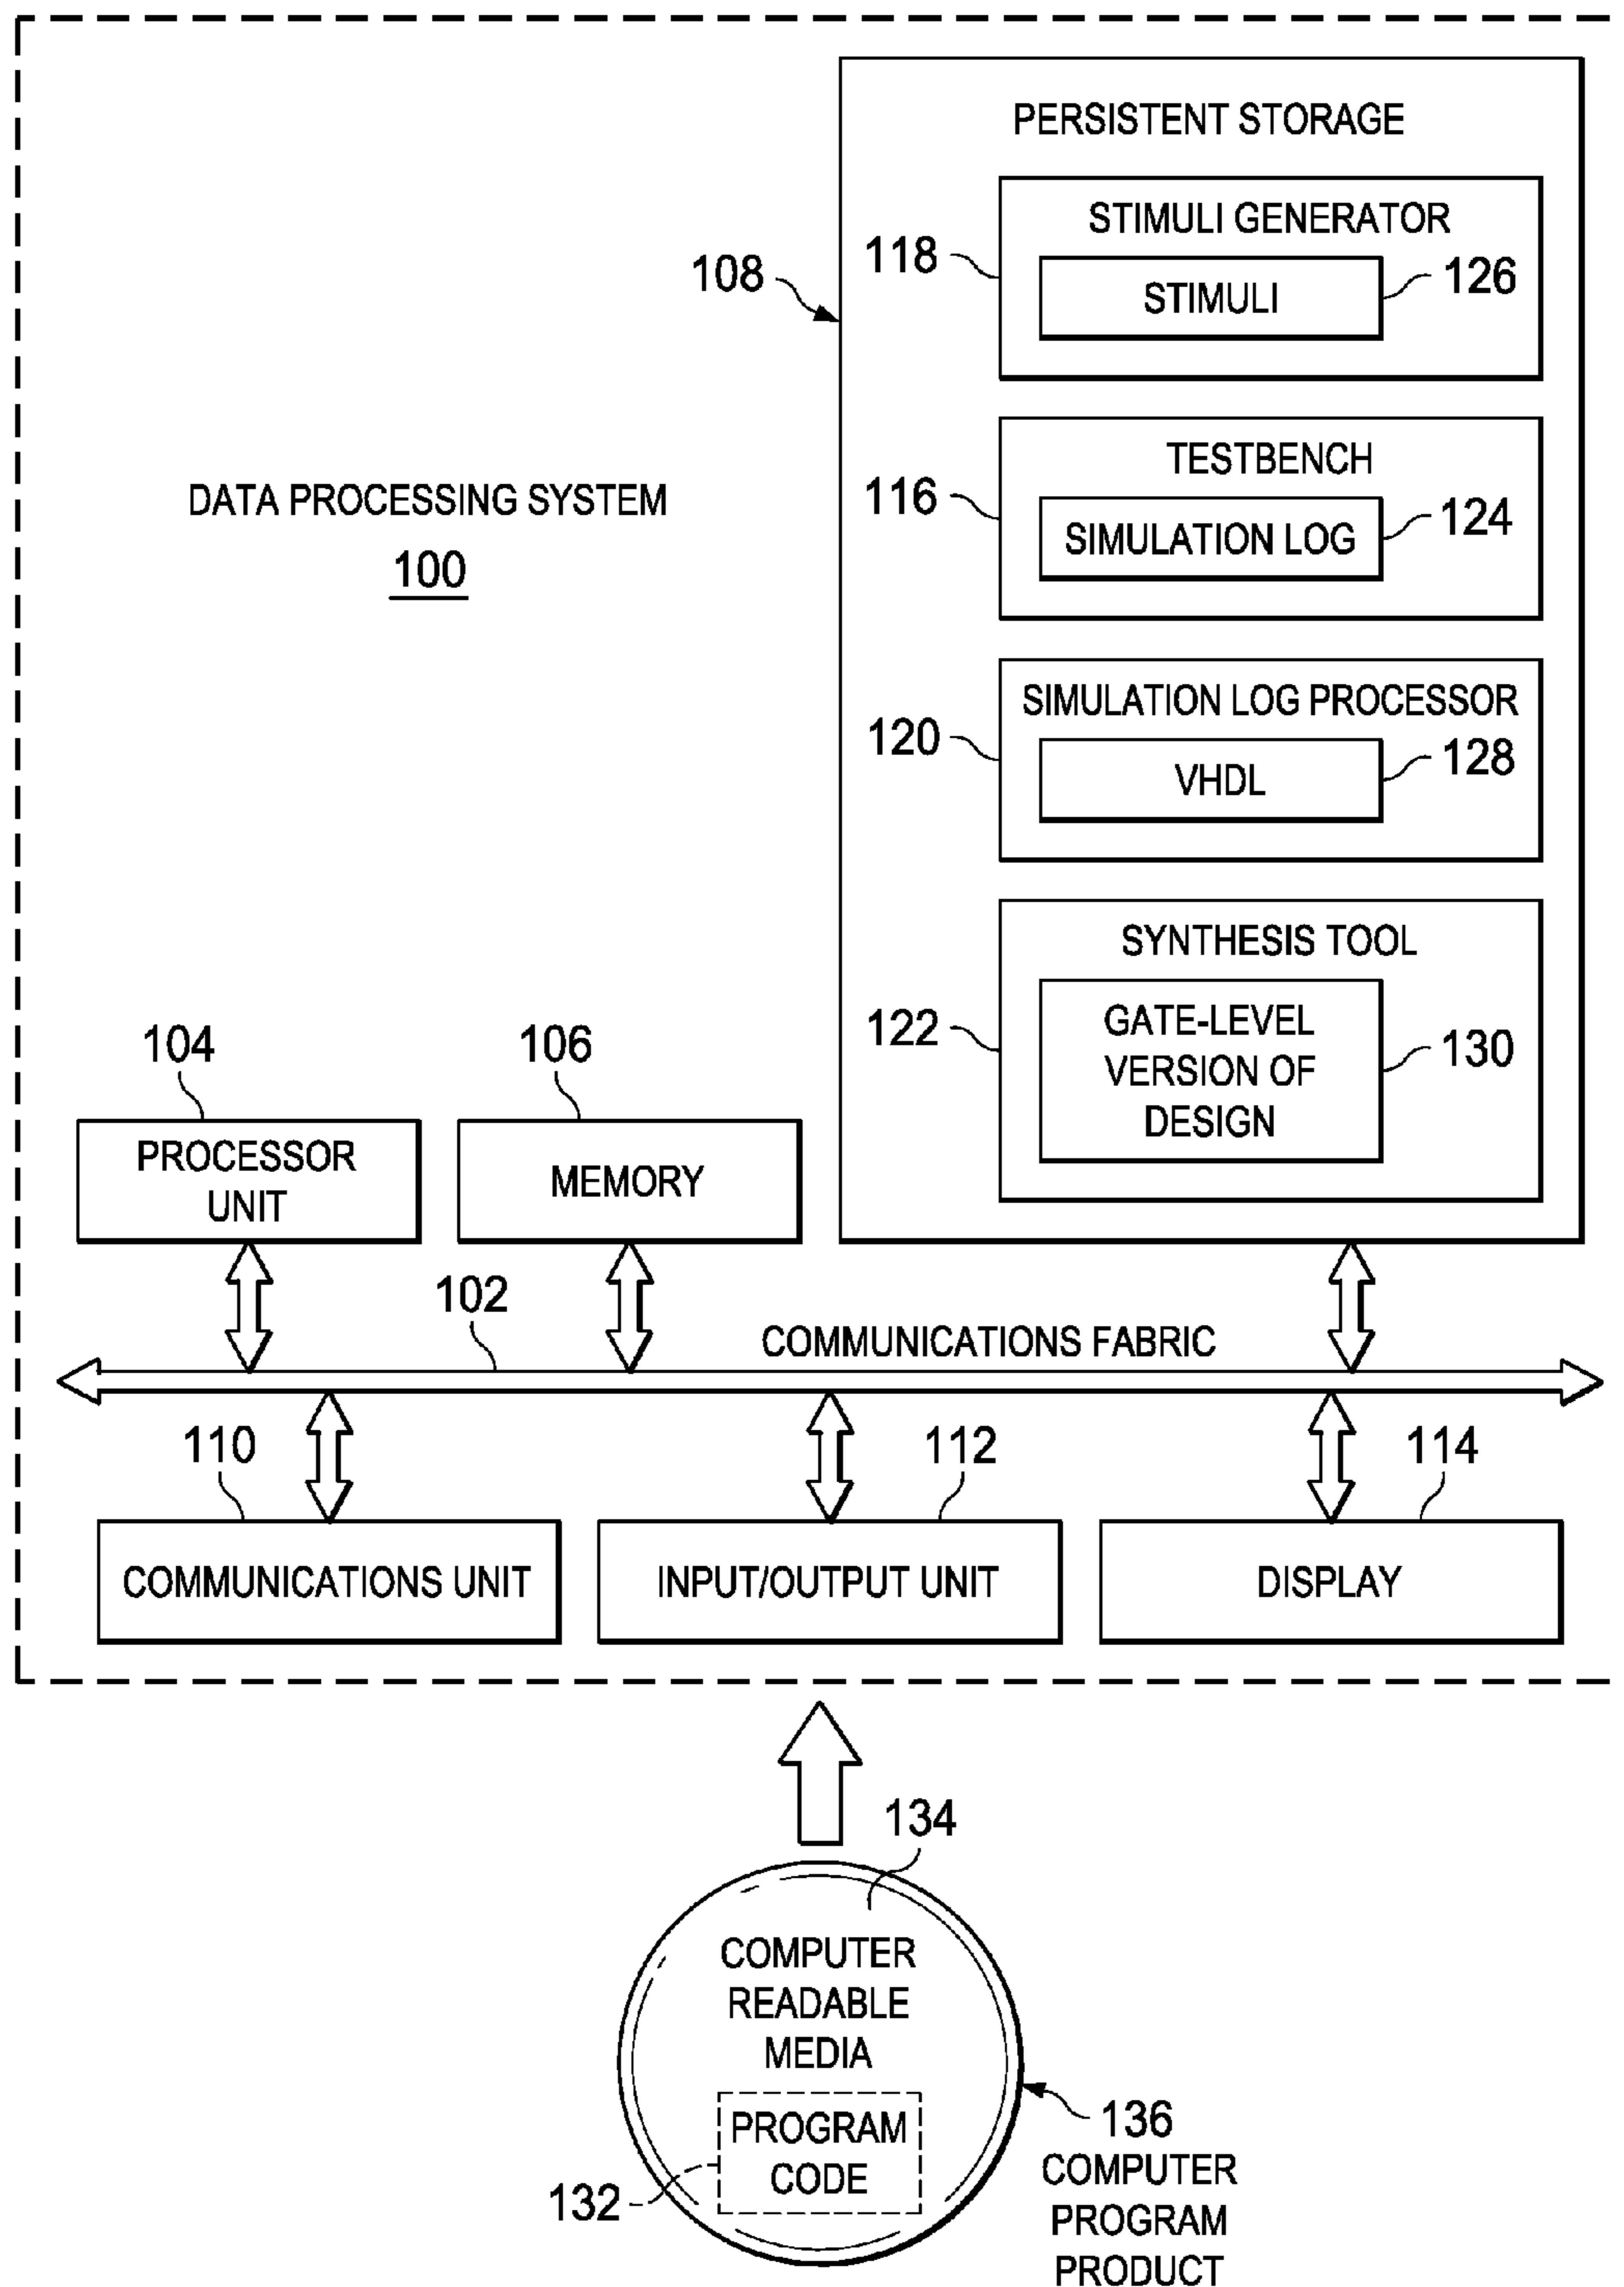 PERSISTENT STORAGE
STIMULI GENERATOR
118
STIMULI
126
108
TESTBENCH
116
SIMULATION LOG
124
DATA PROCESSING SYSTEM
100
SIMULATION LOG PROCESSOR
120
VHDL
128
SYNTHESIS TOOL
122
GATE-LEVEL
VERSION OF
DESIGN
130
104
PROCESSOR
UNIT
106
MEMORY
102
COMMUNICATIONS FABRIC
110
COMMUNICATIONS UNIT
112
INPUT/OUTPUT UNIT
114
DISPLAY
134
COMPUTER
READABLE
MEDIA
PROGRAM
CODE
132
136
COMPUTER
PROGRAM
PRODUCT